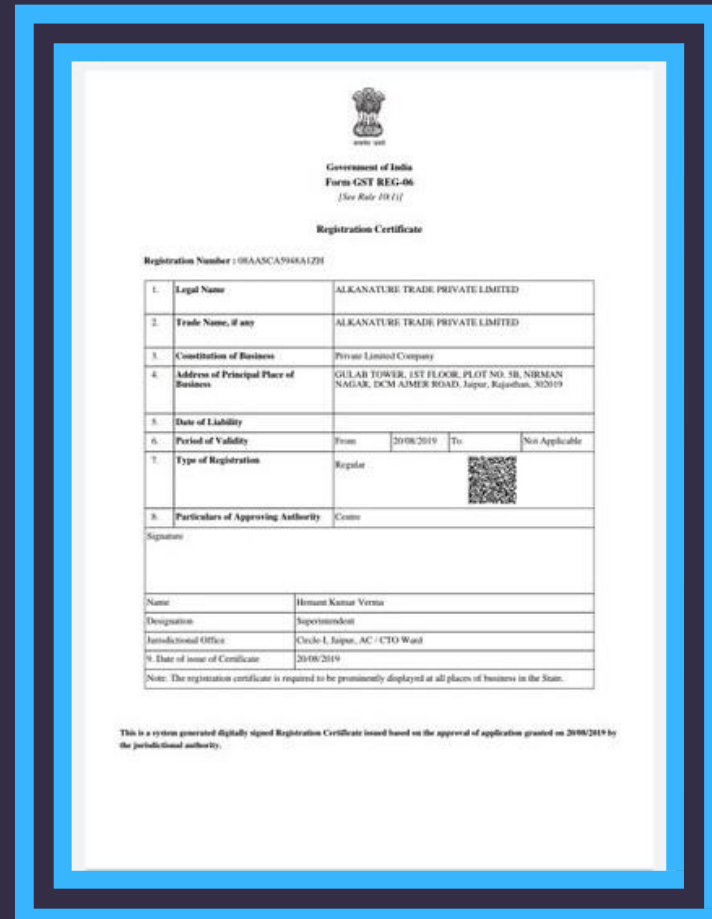 Government of India
Form GST REG-06
[See Rule 10(1)]
Registration Certificate
Registration Number : 08AASCA5948A1ZH
1. Legal Name ALKANATURE TRADE PRIVATE LIMITED
2. Trade Name, if any ALKANATURE TRADE PRIVATE LIMITED
3. Constitution of Business Private Limited Company
4. Address of Principal Place of Business GULAB TOWER, 1ST FLOOR, PLOT NO. 5B, NIRMAN
NAGAR, DCM AJMER ROAD, Jaipur, Rajasthan, 302019
5. Date of Liability
6. Period of Validity From 20/08/2019 To Not Applicable
7. Type of Registration Regular
8. Particulars of Approving Authority Centre
Signature
Name Hemant Kumar Verma
Designation Superintendent
Jurisdictional Office Circle-I, Jaipur, AC / CTO Ward
9. Date of issue of Certificate 20/08/2019
Note: The registration certificate is required to be prominently displayed at all places of business in the State.
This is a system generated digitally signed Registration Certificate issued based on the approval of application granted on 20/08/2019 by
the jurisdictional authority.